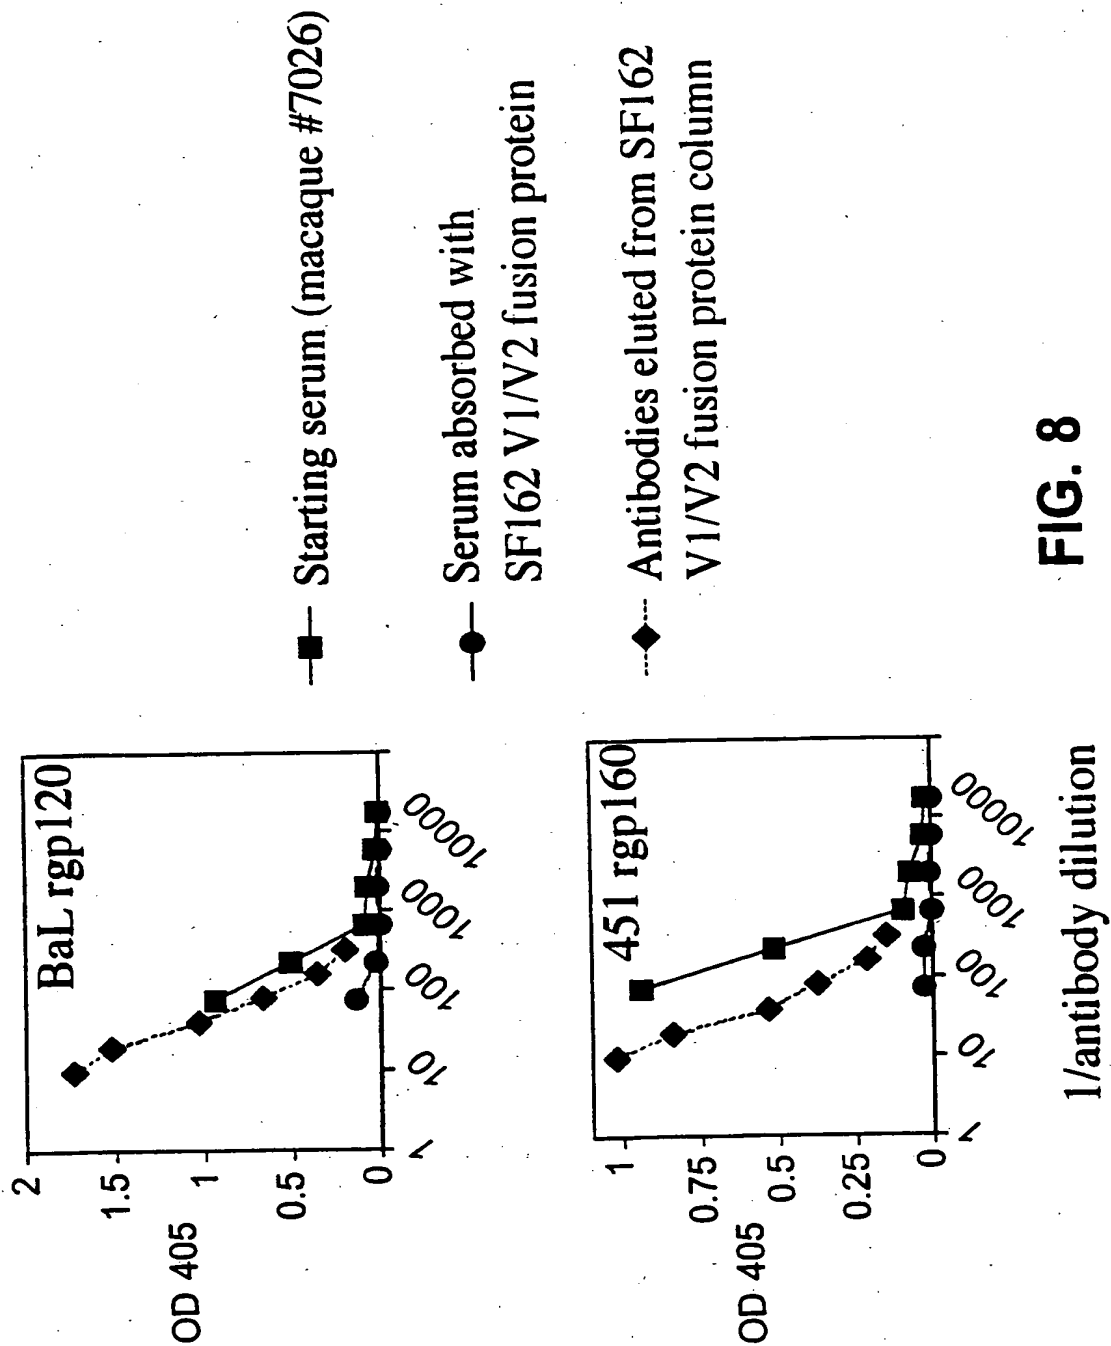 BaL rgp120
2
1.5
1
0.5
0
OD 405
1
10
100
1000
10000
451 rgp160
1
0.75
0.5
0.25
0
OD 405
1
10
100
1000
10000
1/antibody dilution
Starting serum (macaque #7026)
Serum absorbed with
SF162 V1/V2 fusion protein
Antibodies eluted from SF162
V1/V2 fusion protein column
FIG. 8